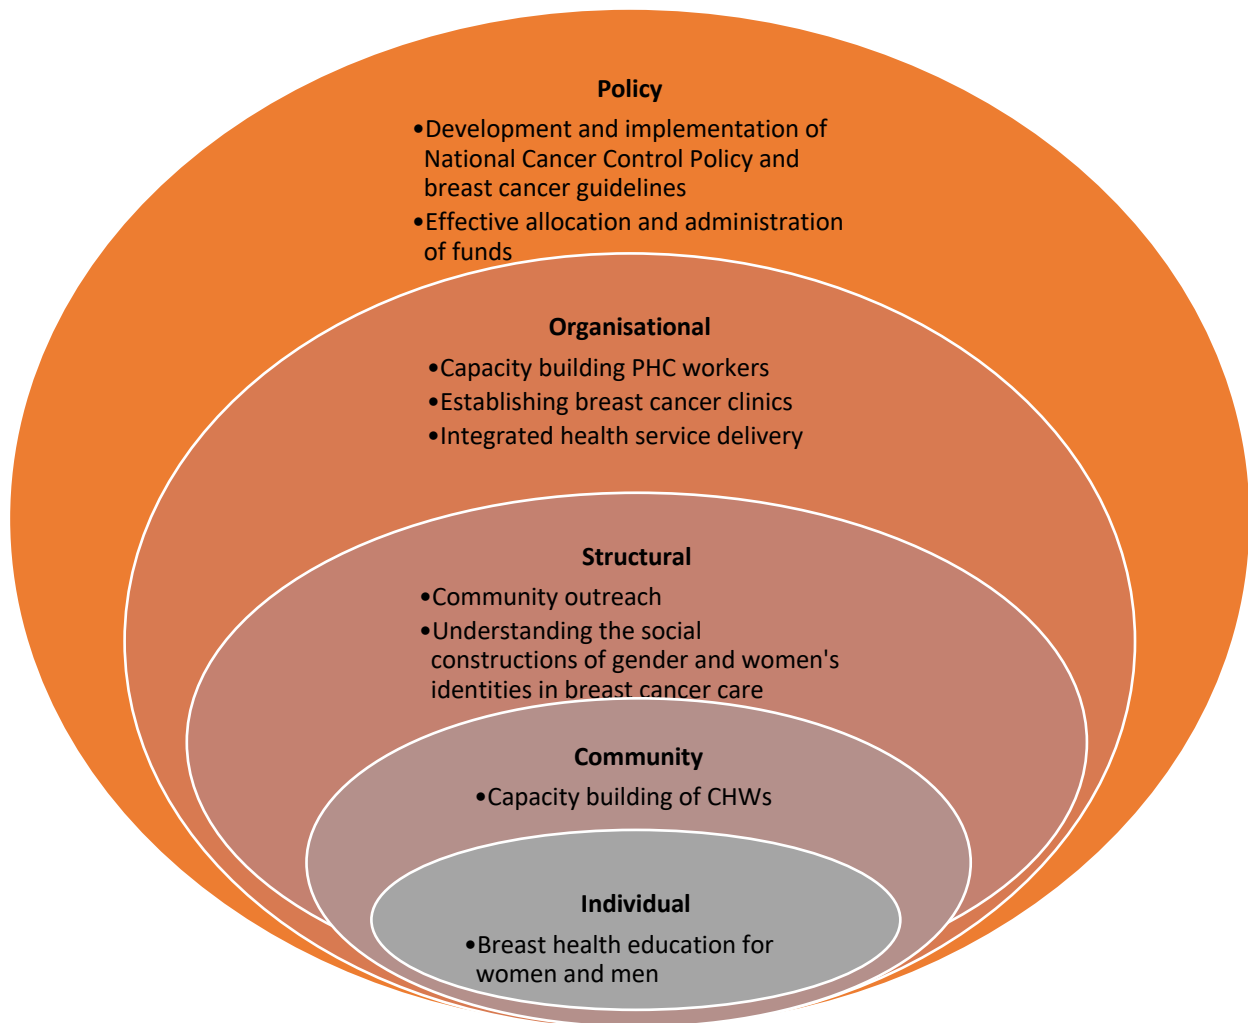 Policy
•Development and implementation of
National Cancer Control Policy and
breast cancer guidelines
•Effective allocation and administration
of funds
Organisational
•Capacity building PHC workers
•Establishing breast cancer clinics
•Integrated health service delivery
Structural
•Community outreach
•Understanding the social
constructions of gender and women's
identities in breast cancer care
Community
•Capacity building of CHWs
Individual
•Breast health education for
women and men